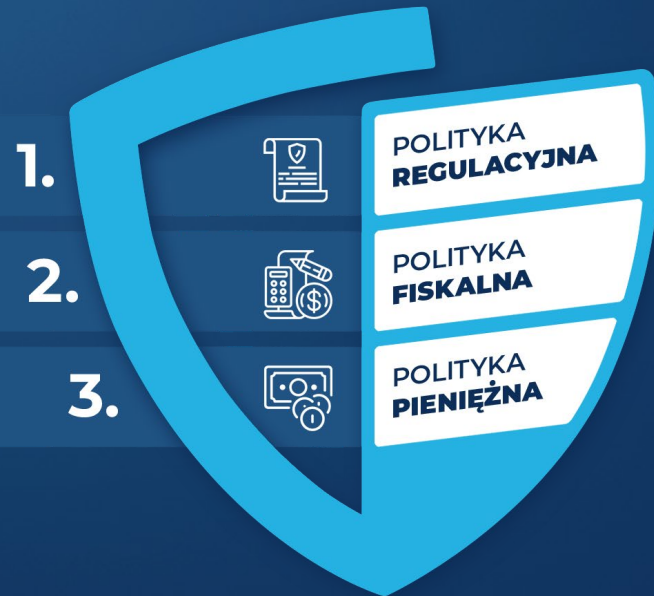 1.
POLITYKA
REGULACYJNA
2.
POLITYKA
FISKALNA
3.
POLITYKA
PIENIĘŻNA